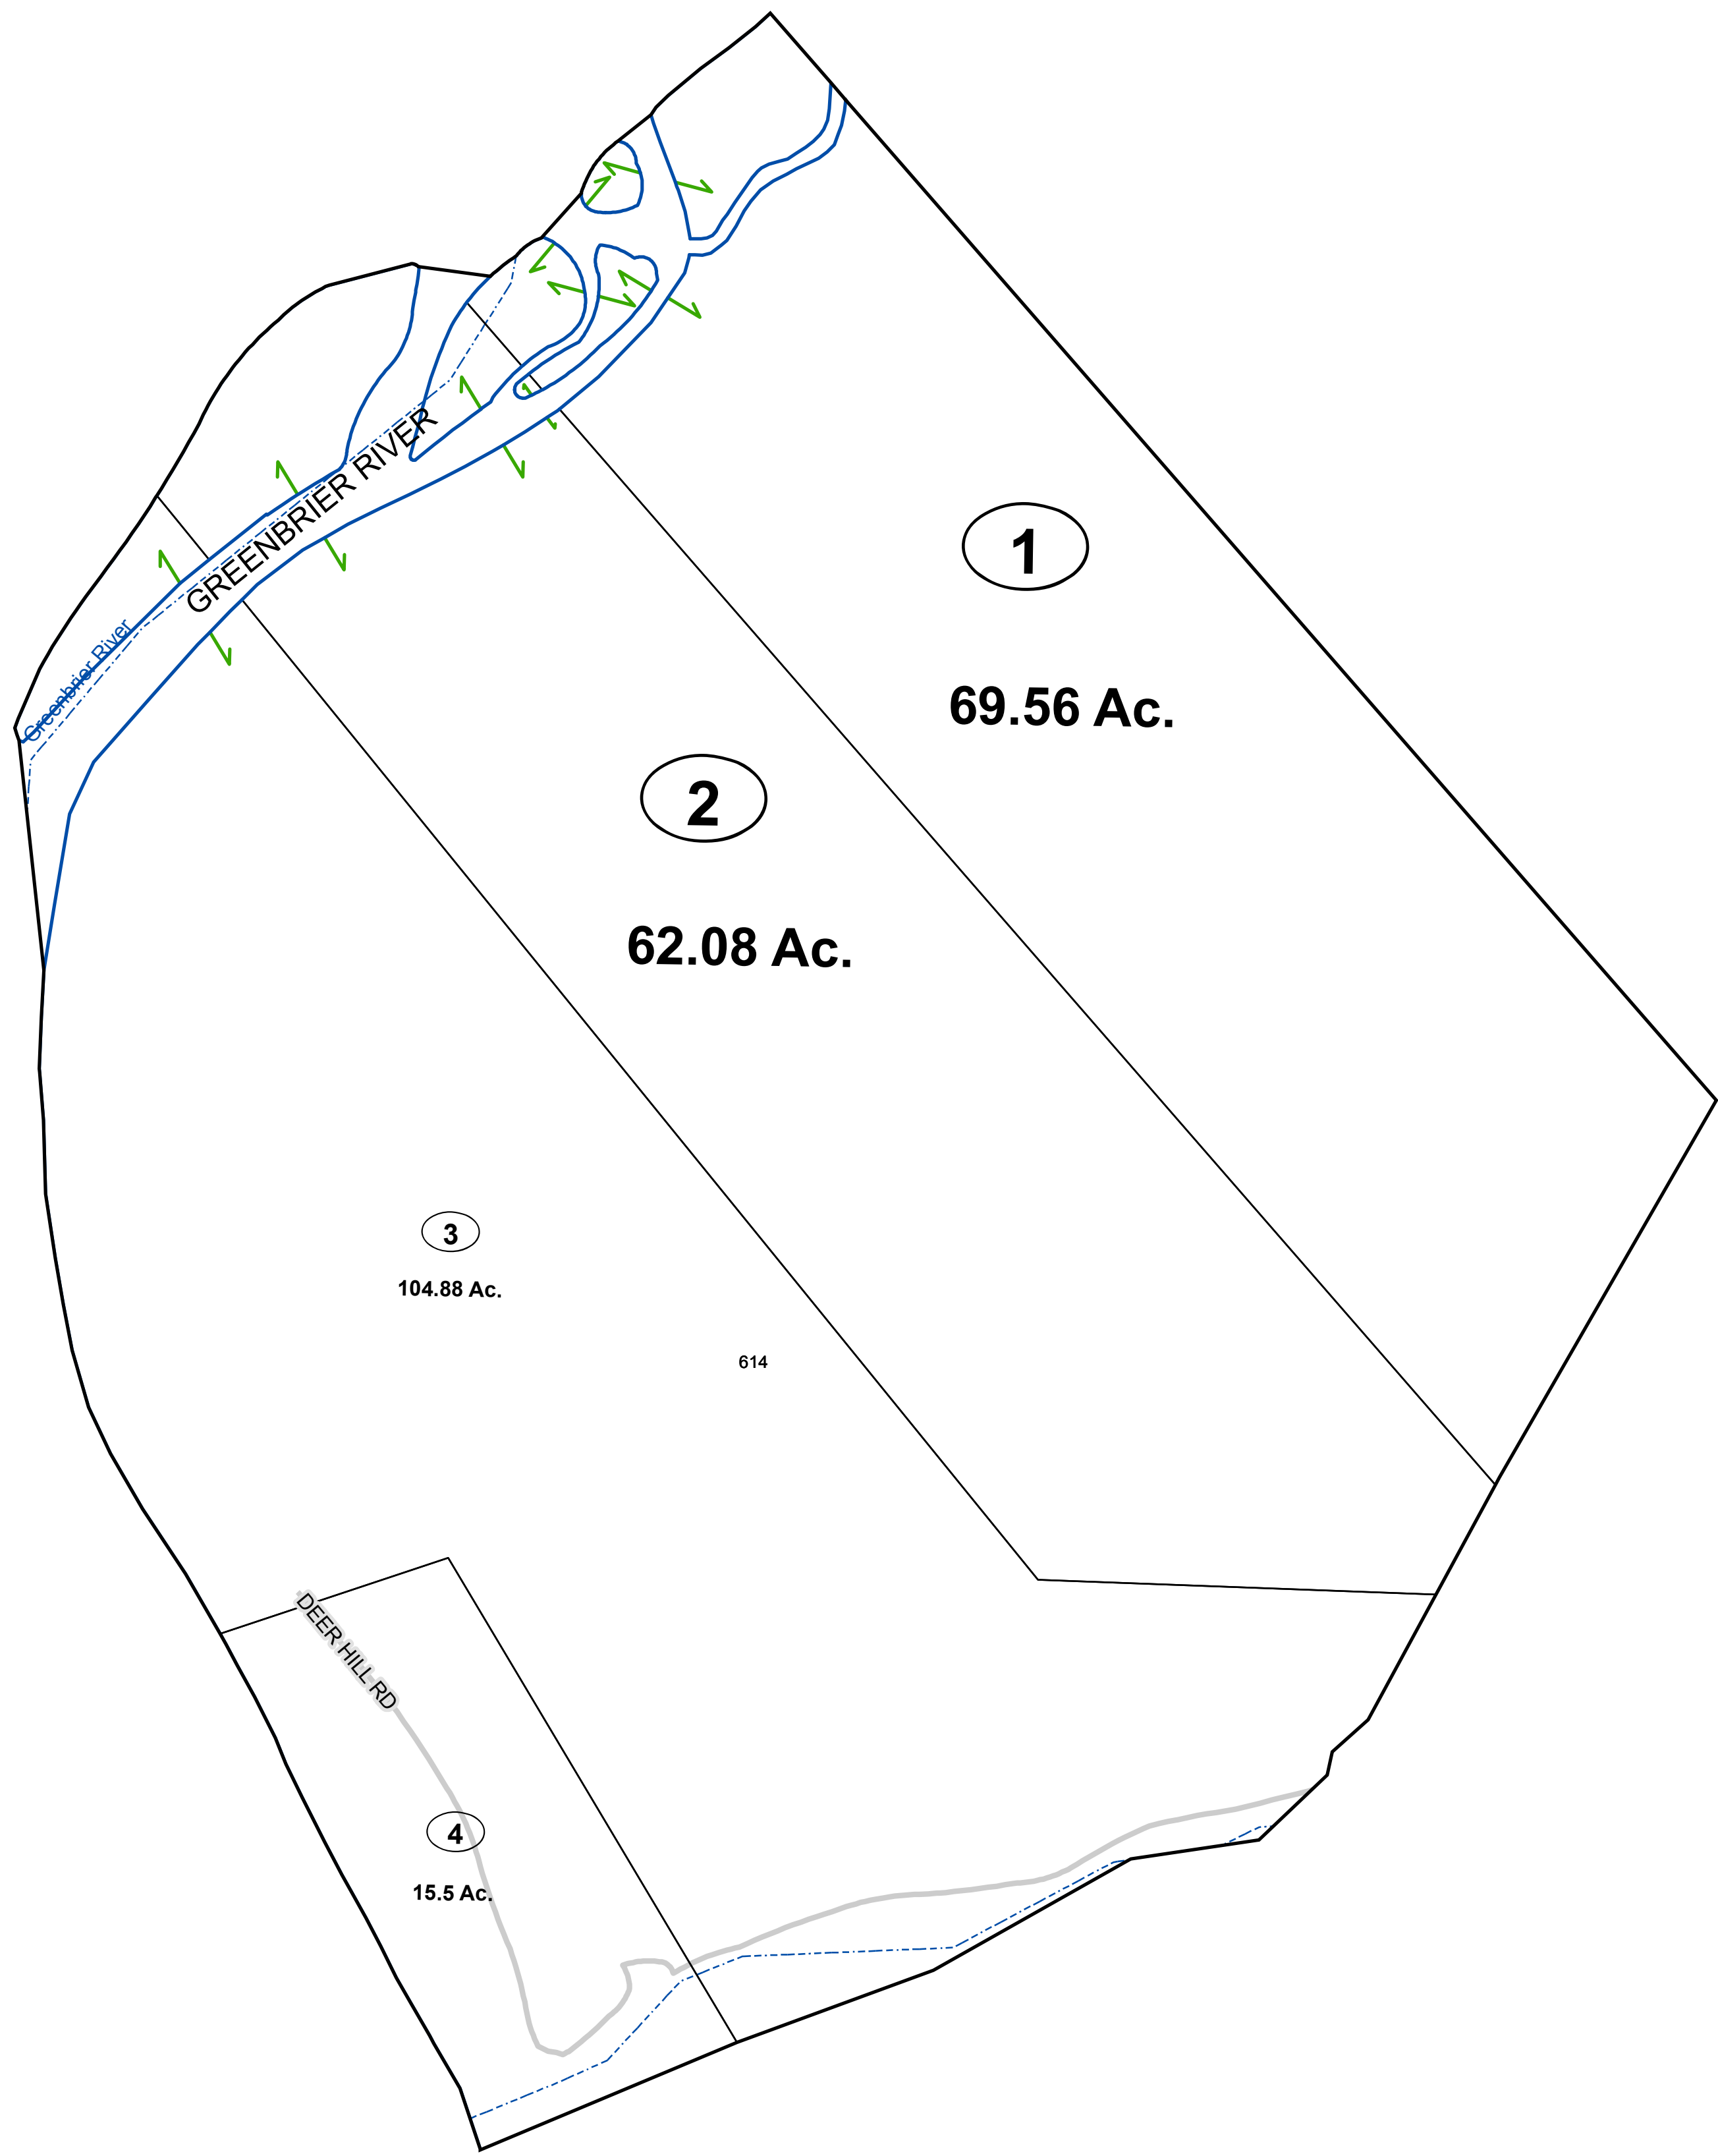 GREENBRIER RIVER
Greenbrier River
1
69.56 Ac.
2
62.08 Ac.
3
104.88 Ac.
614
DEER HILL RD
4
15.5 Ac.